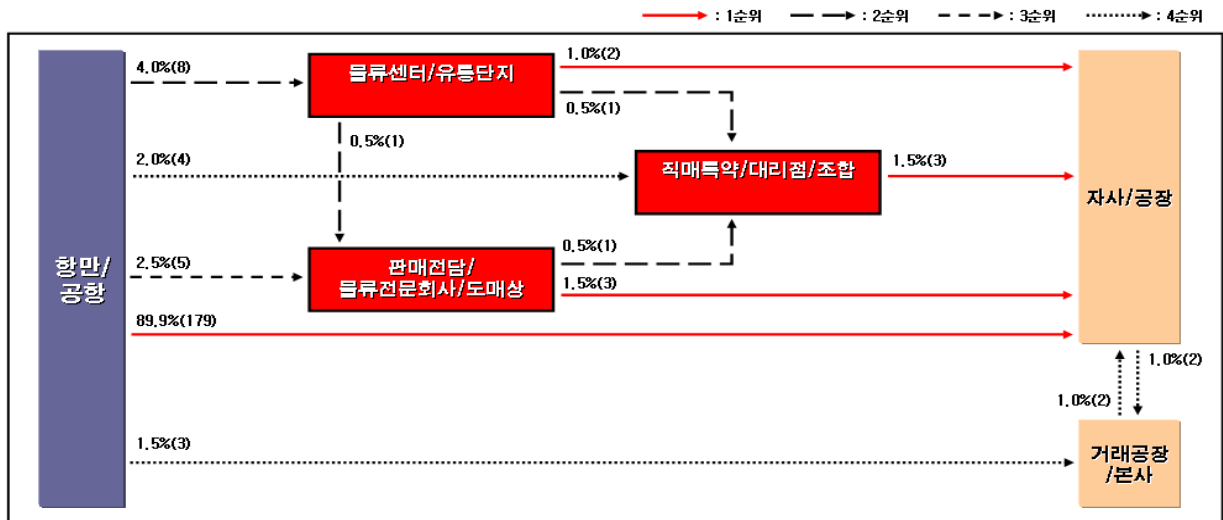 : 1순위
: 2순위
: 3순위
: 4순위
4.0%(8)
물류센터/유통단지
1.0%(2)
0.5%(1)
0.5%(1)
2.0%(4)
직매특약/대리점/조합
1.5%(3)
자사/공장
항만/
공항
2.5%(5)
판매전담/
물류전문회사/도매상
0.5%(1)
1.5%(3)
89.9%(179)
1.0%(2)
1.0%(2)
1.5%(3)
거래공장
/본사